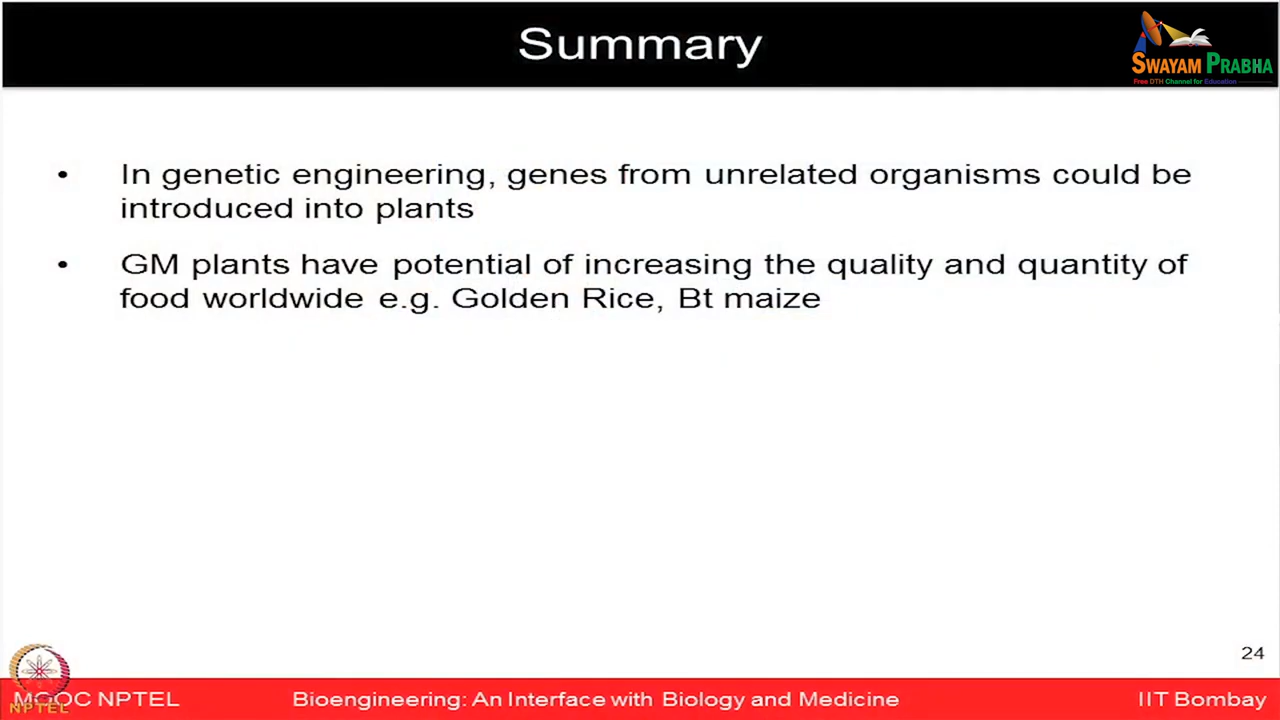 Summary
SWAYAM PRABHA
Free DTH Channel for Education
• In genetic engineering, genes from unrelated organisms could be
introduced into plants
• GM plants have potential of increasing the quality and quantity of
food worldwide e.g. Golden Rice, Bt maize
24
MOOC NPTEL Bioengineering: An Interface with Biology and Medicine IIT Bombay
NPTEL